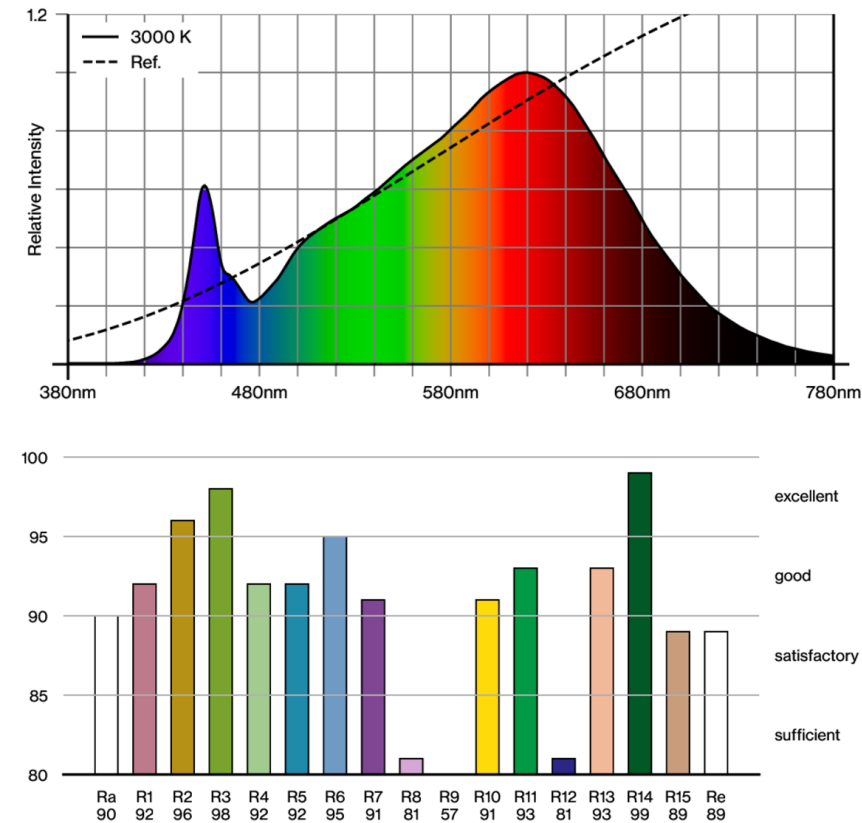 1.2
3000 K
Ref.
Relative Intensity
380nm 480nm 580nm 680nm 780nm
100
excellent
95
good
90
satisfactory
85
sufficient
80
Ra R1 R2 R3 R4 R5 R6 R7 R8 R9 R10 R11 R12 R13 R14 R15 Re
90 92 96 98 92 92 95 91 81 57 91 93 81 93 99 89 89